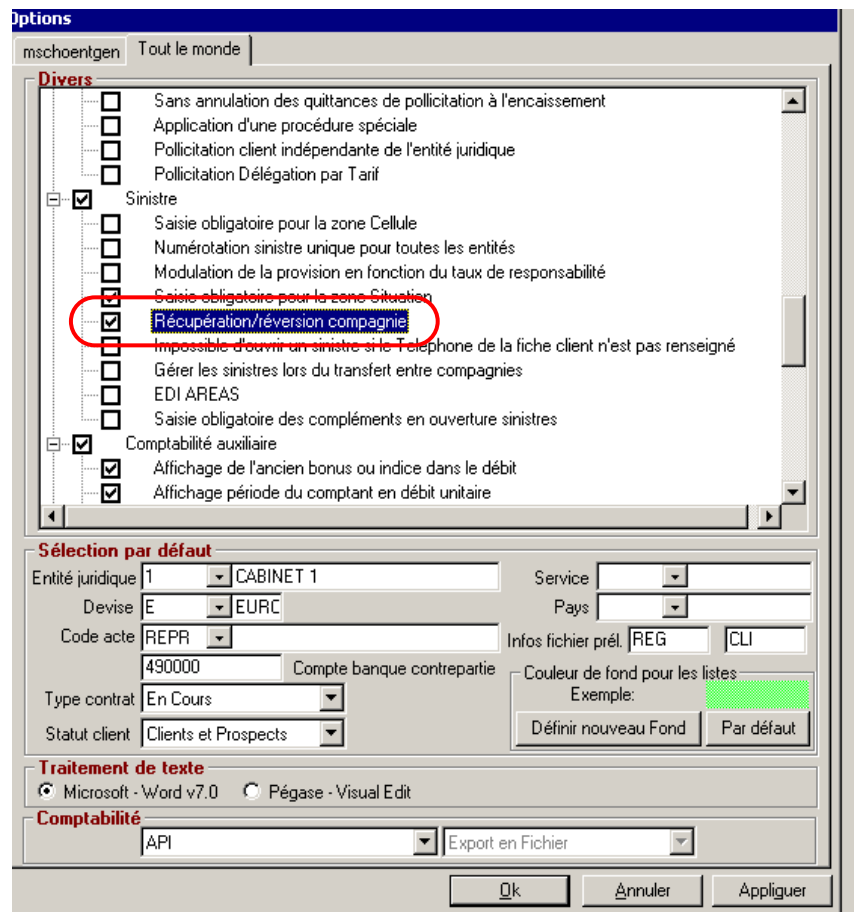 Options
mschoentgen Tout le monde
Divers
Sans annulation des quittances de pollicitation à l'encaissement
Application d'une procédure spéciale
Pollicitation client indépendante de l'entité juridique
Pollicitation Délégation par Tarif
Sinistre
Saisie obligatoire pour la zone Cellule
Numérotation sinistre unique pour toutes les entités
Modulation de la provision en fonction du taux de responsabilité
Saisie obligatoire pour la zone Situation
Récupération/réversion compagnie
Impossible d'ouvrir un sinistre si le Telephone de la fiche client n'est pas renseigné
Gérer les sinistres lors du transfert entre compagnies
EDI AREAS
Saisie obligatoire des compléments en ouverture sinistres
Comptabilité auxiliaire
Affichage de l'ancien bonus ou indice dans le débit
Affichage période du comptant en débit unitaire
Sélection par défaut
Entité juridique 1 CABINET 1 Service
Devise E EURO Pays
Code acte REPR Infos fichier prél. REG CLI
490000 Compte banque contrepartie
Couleur de fond pour les listes
Exemple:
Type contrat En Cours
Définir nouveau Fond Par défaut
Statut client Clients et Prospects
Traitement de texte
Microsoft - Word v7.0 Pégase - Visual Edit
Comptabilité
API Export en Fichier
Ok Annuler Appliquer